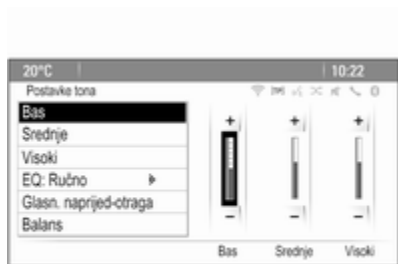 20°C 10:22
Postavke tona
Bas
Srednje
Visoki
EQ: Ručno
Glasn. naprijed-otraga
Balans
+ + +
− − −
Bas Srednje Visoki